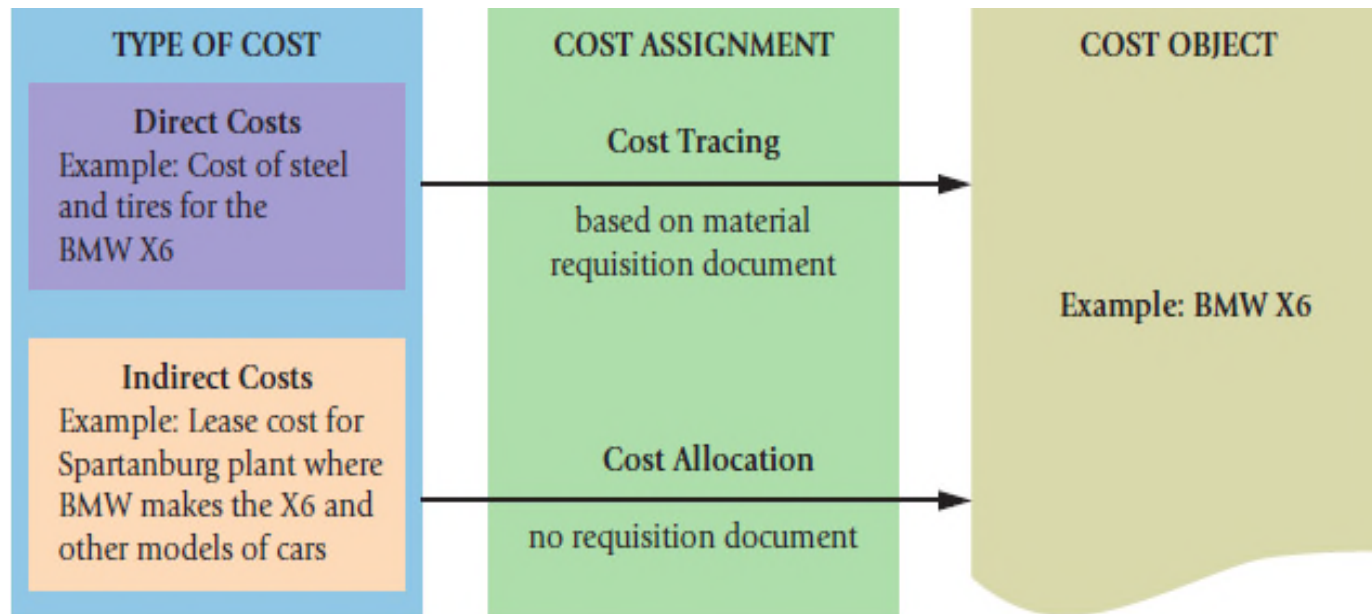 TYPE OF COST
Direct Costs
Example: Cost of steel
and tires for the
BMW X6
Indirect Costs
Example: Lease cost for
Spartanburg plant where
BMW makes the X6 and
other models of cars
COST ASSIGNMENT
Cost Tracing
based on material
requisition document
Cost Allocation
no requisition document
COST OBJECT
Example: BMW X6